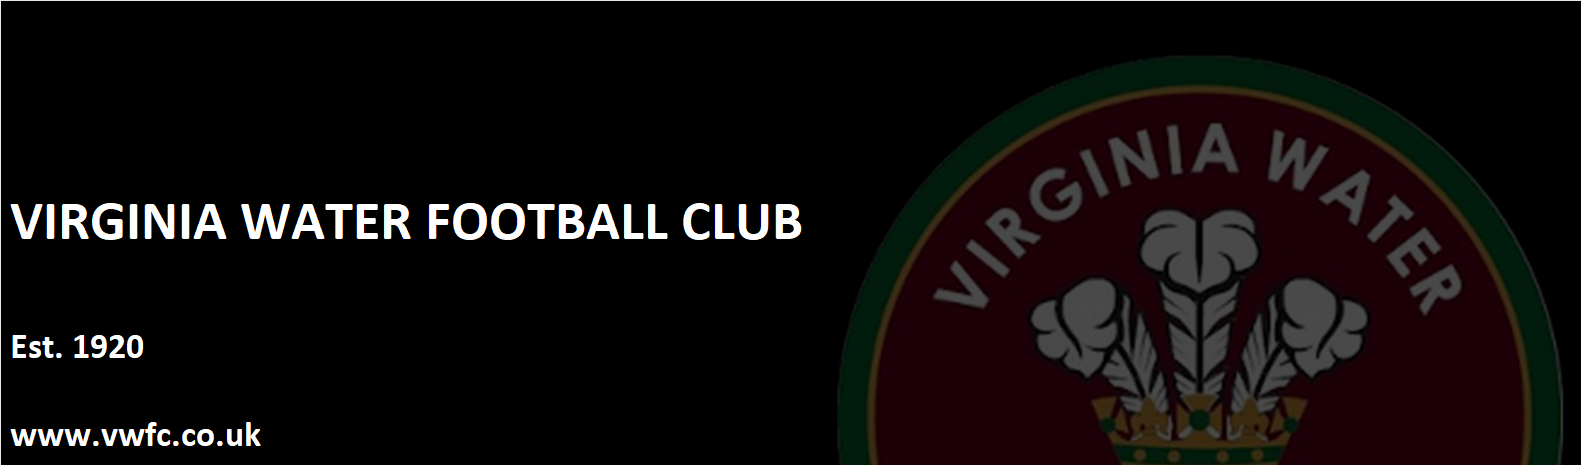 VIRGINIA WATER FOOTBALL CLUB
Est. 1920
www.vwfc.co.uk
VIRGINIA WATER